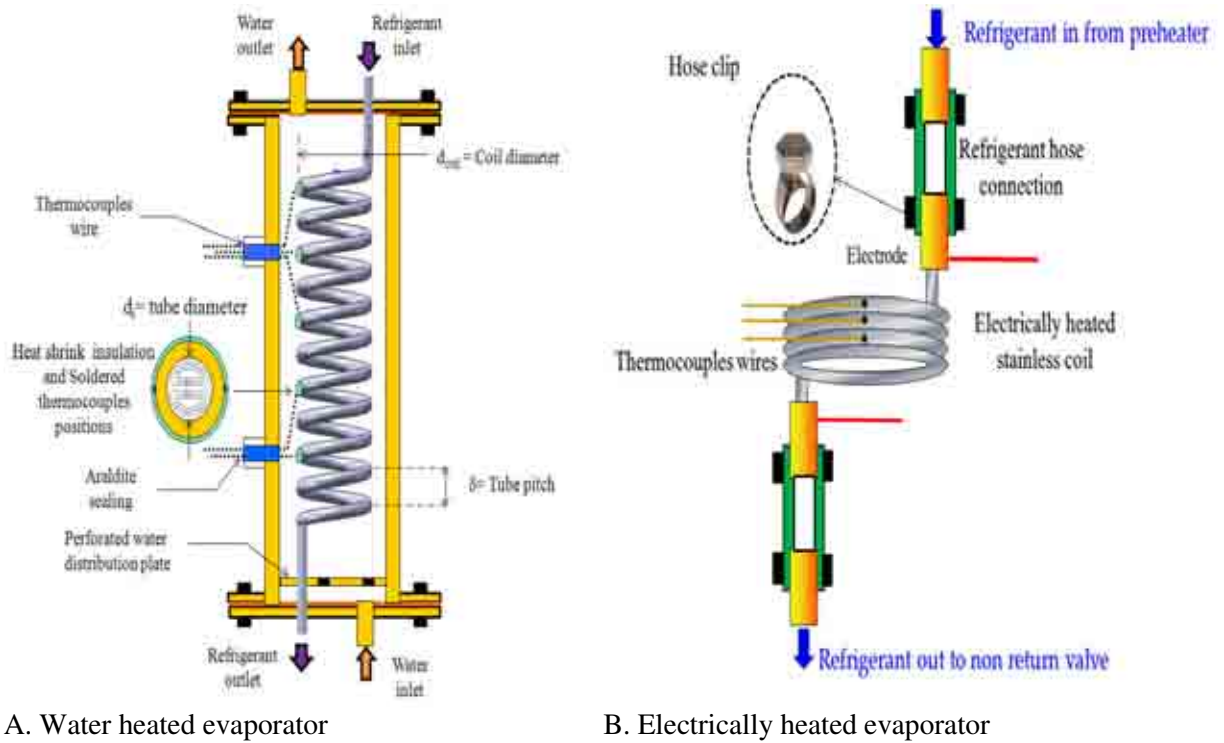 Water
outlet
Refrigerant
inlet
d_coil = Coil diameter
Thermocouples
wire
d_t= tube diameter
Heat shrink insulation
and Soldered
thermocouples
positions
Araldite
sealing
δ= Tube pitch
Perforated water
distribution plate
Refrigerant
outlet
Water
inlet
A. Water heated evaporator
Refrigerant in from preheater
Hose clip
Refrigerant hose
connection
Electrode
Electrically heated
stainless coil
Thermocouples wires
Refrigerant out to non return valve
B. Electrically heated evaporator